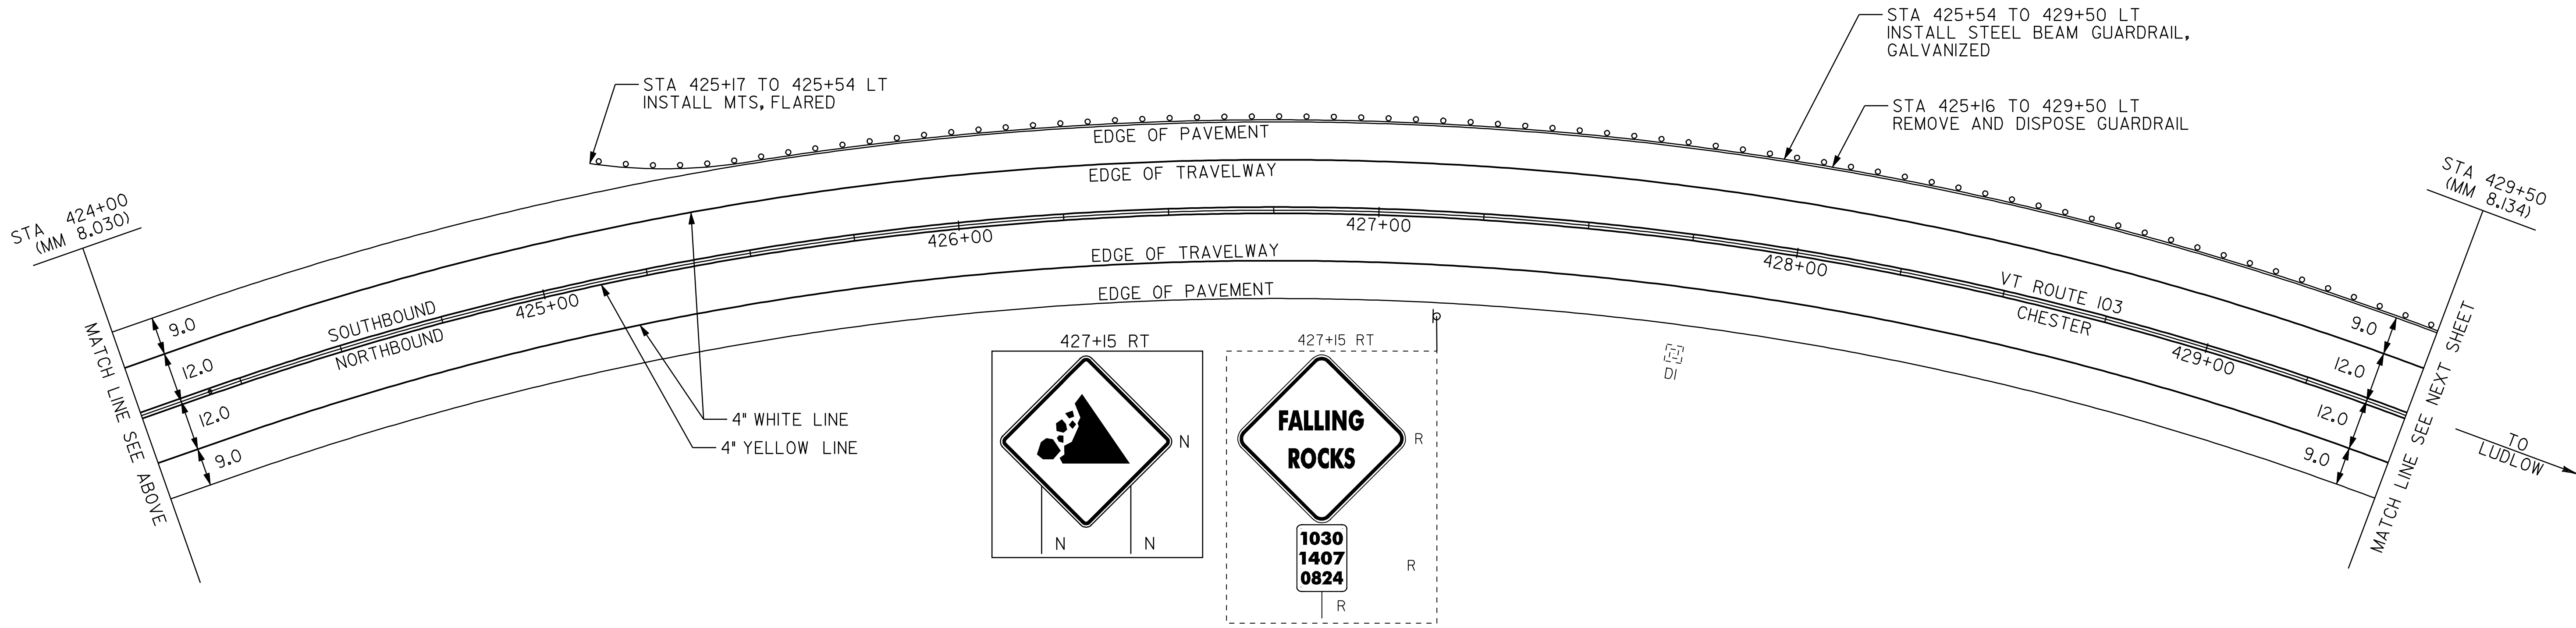 STA 425+54 TO 429+50 LT
INSTALL STEEL BEAM GUARDRAIL,
GALVANIZED
STA 425+17 TO 425+54 LT
INSTALL MTS, FLARED
STA 425+16 TO 429+50 LT
REMOVE AND DISPOSE GUARDRAIL
EDGE OF PAVEMENT
EDGE OF TRAVELWAY
STA 424+00
(MM 8.030)
STA 429+50
(MM 8.134)
426+00
427+00
425+00
428+00
429+00
EDGE OF TRAVELWAY
EDGE OF PAVEMENT
SOUTHBOUND
NORTHBOUND
VT ROUTE 103
CHESTER
9.0
12.0
12.0
9.0
9.0
12.0
12.0
9.0
MATCH LINE SEE ABOVE
MATCH LINE SEE NEXT SHEET
TO
LUDLOW
4" WHITE LINE
4" YELLOW LINE
427+15 RT
N
N
N
427+15 RT
FALLING
ROCKS
R
1030
1407
0824
R
R
DI